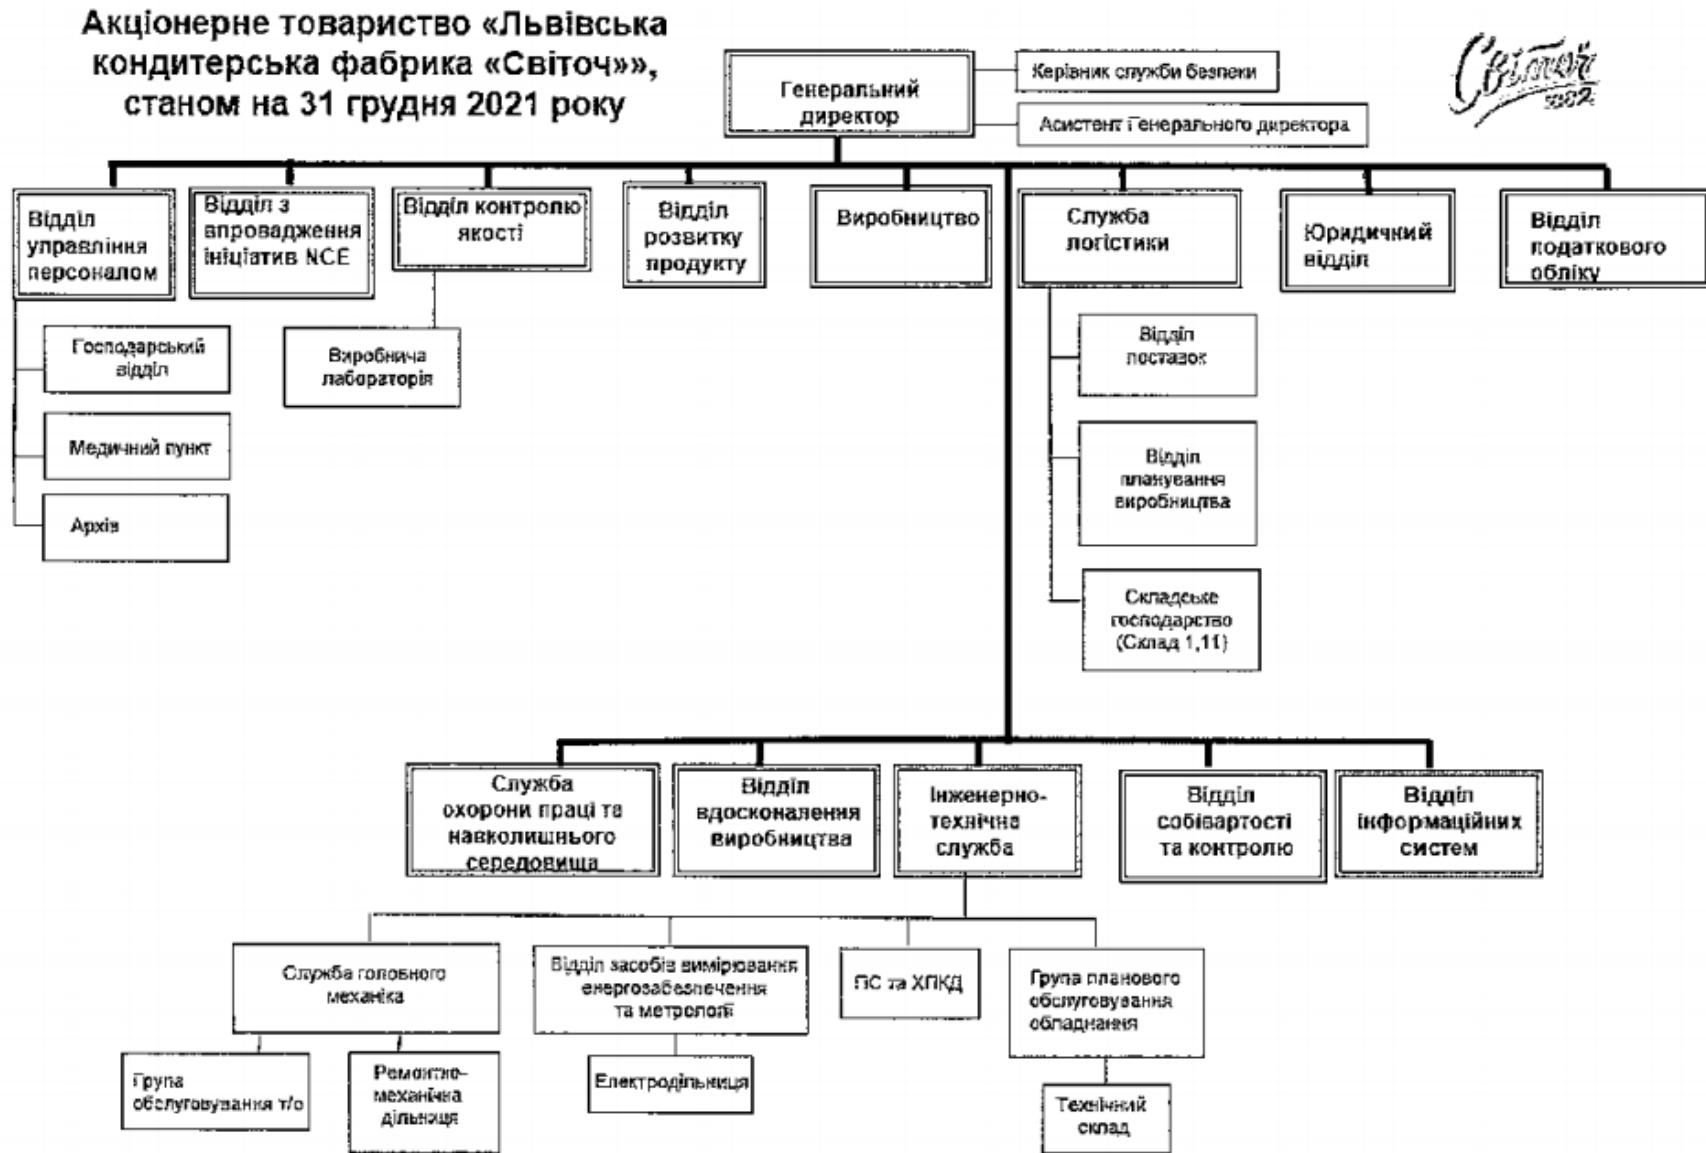 Акціонерне товариство «Львівська
кондитерська фабрика «Світоч»»,
станом на 31 грудня 2021 року
Генеральний
директор
Керівник служби безпеки
Асистент Генерального директора
Світоч
1882
Відділ
управління
персоналом
Відділ з
впровадження
ініціатив NCE
Відділ контролю
якості
Відділ
розвитку
продукту
Виробництво
Служба
логістики
Юридичний
відділ
Відділ
податкового
обліку
Господарський
відділ
Медичний пункт
Архів
Виробнича
лабораторія
Відділ
поставок
Відділ
планування
виробництва
Складське
господарство
(Склад 1,11)
Служба
охорони праці та
навколишнього
середовища
Відділ
вдосконалення
виробництва
Інженерно-
технічна
служба
Відділ
собівартості
та контролю
Відділ
інформаційних
систем
Служба головного
механіка
Відділ засобів вимірювання
енергозабезпечення
та метрології
ПС та ХПКД
Група планового
обслуговування
обладнання
Група
обслуговування т/о
Ремонтно-
механічна
дільниця
Електродільниця
Технічний
склад